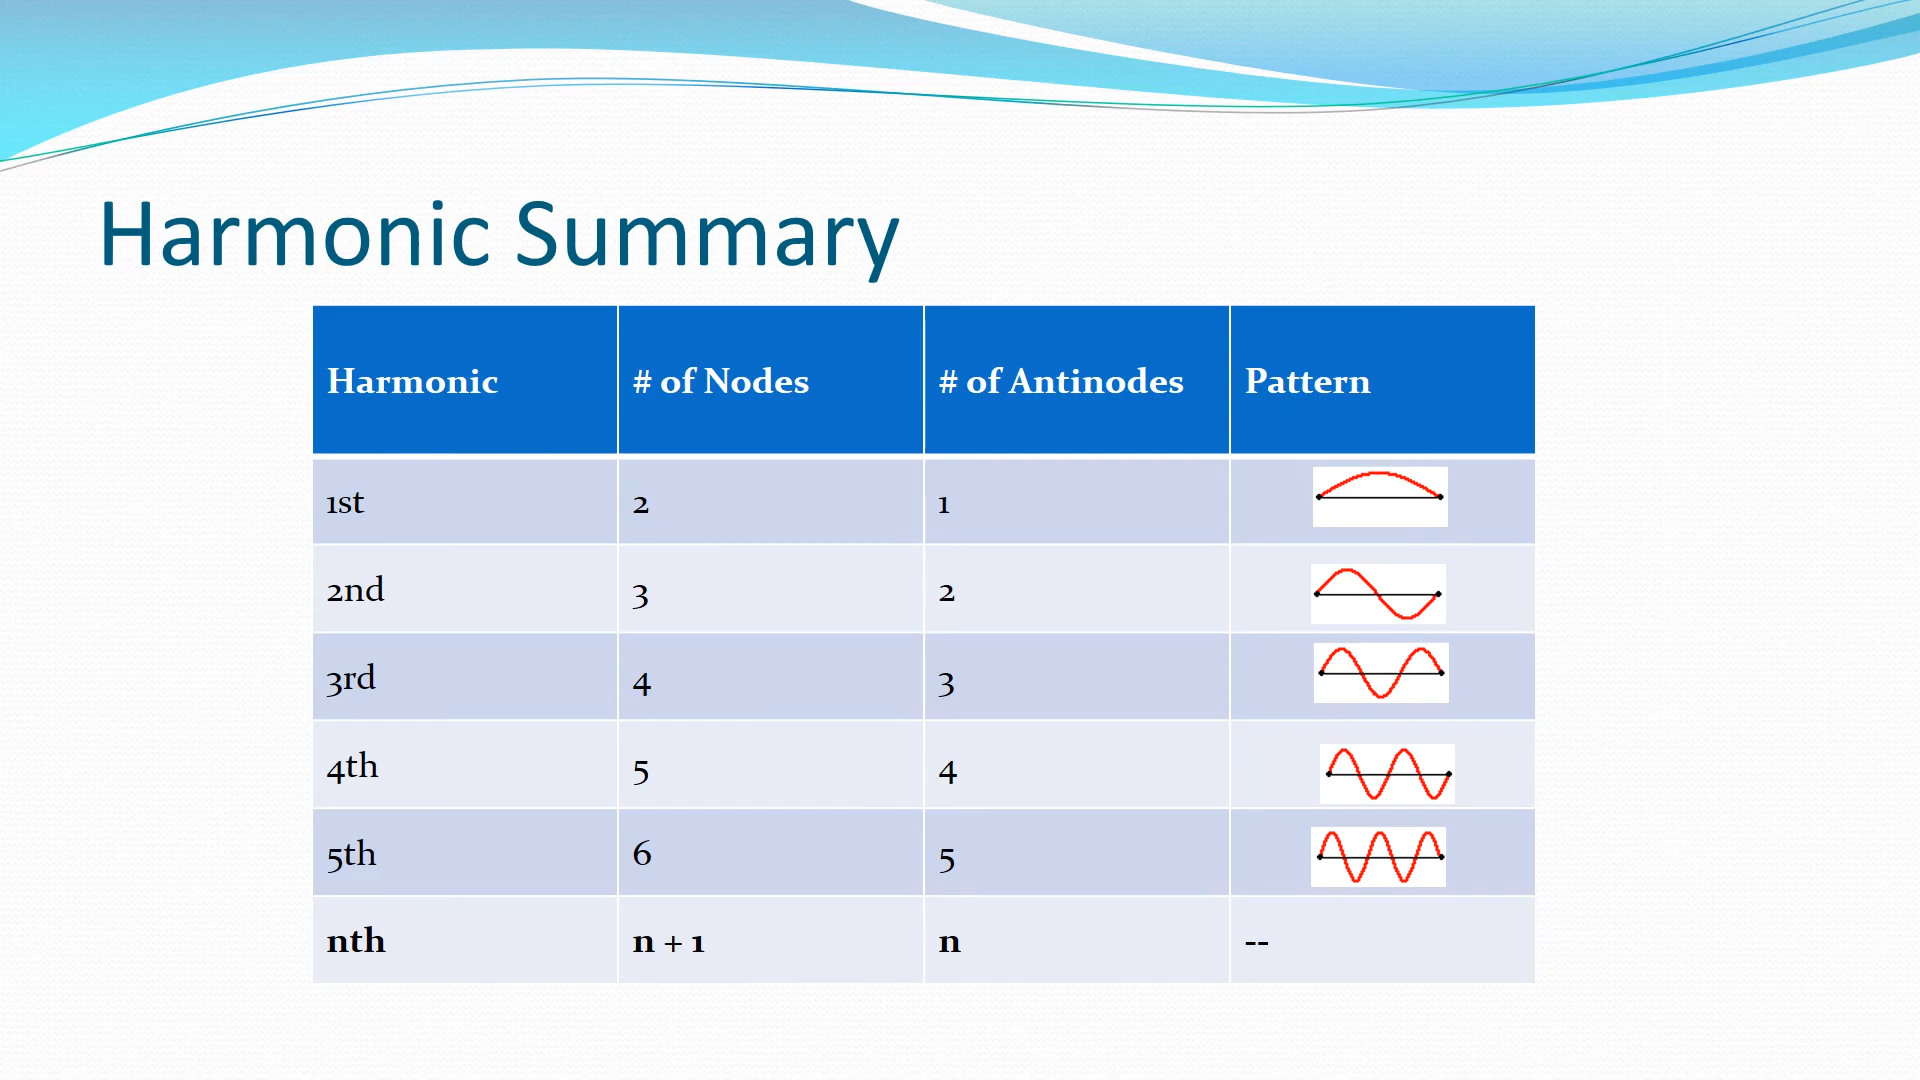 Harmonic Summary
Harmonic # of Nodes # of Antinodes Pattern
1st 2 1
2nd 3 2
3rd 4 3
4th 5 4
5th 6 5
nth n + 1 n --